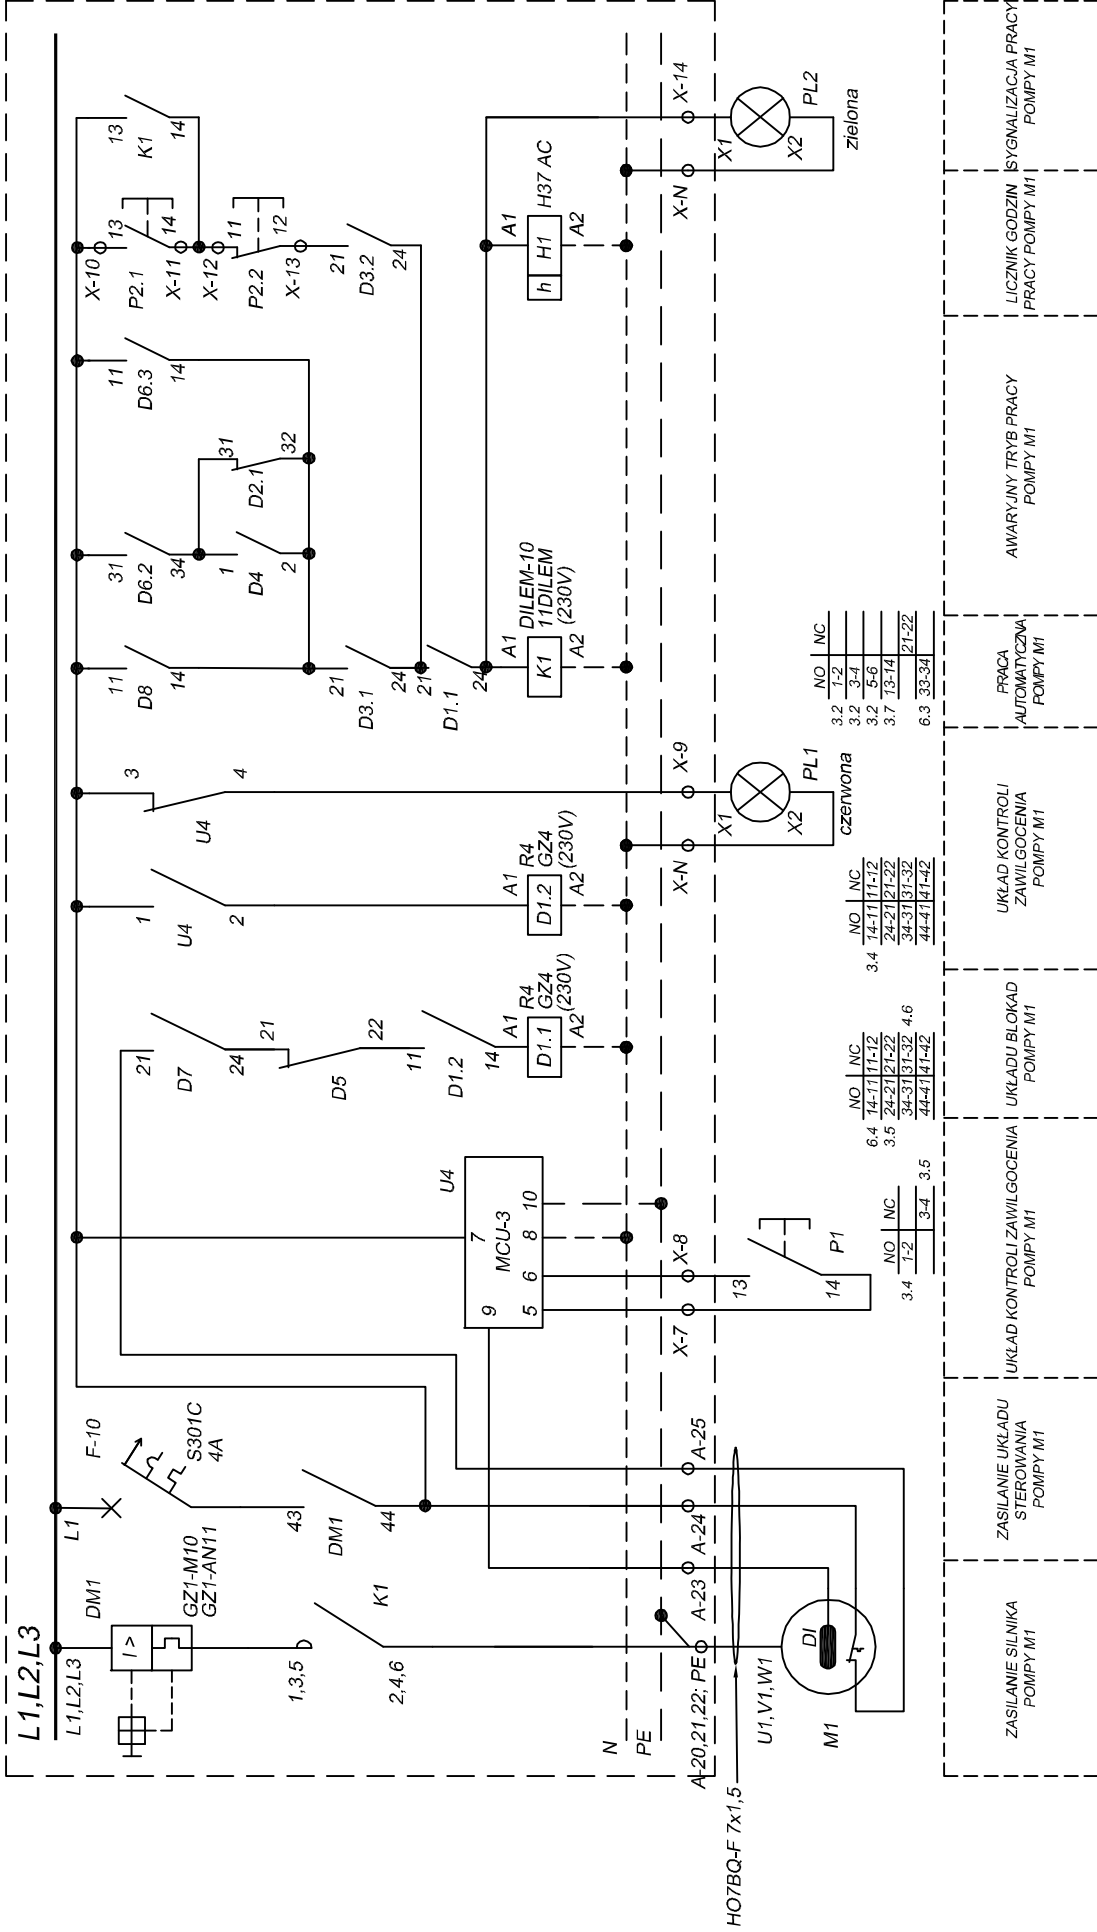 L1,L2,L3
L1,L2,L3
DM1
I >
GZ1-M10
GZ1-AN11
1,3,5
K1
2,4,6
N
PE
A-20,21,22; PE
HO7BQ-F 7x1,5
U1,V1,W1
M1
DI
L1
F-10
S301C
4A
43
DM1
44
A-23
A-24
A-25
U4
MCU-3
7
9
5
6
8
10
X-7
X-8
13
14
P1
NO NC
3.4 1-2
3-4 3.5
21
D7
24
21
D5
22
11
D1.2
14
A1
R4
GZ4
(230V)
D1.1
A2
NO NC
6.4 14-11 11-12
3.5 24-21 21-22
34-31 31-32 4.6
44-41 41-42
1
U4
2
A1
R4
GZ4
(230V)
D1.2
A2
NO NC
3.4 14-11 11-12
24-21 21-22
34-31 31-32
44-41 41-42
3
U4
4
X-N
X-9
X1
X2
PL1
czerwona
11
D8
14
21
D3.1
24
21
D1.1
24
A1
K1
A2
DILEM-10
11DILEM
(230V)
NO NC
3.2 1-2
3.2 3-4
3.2 5-6
3.7 13-14
21-22
6.3 33-34
31
D6.2
34
1
D4
2
31
D2.1
32
11
D6.3
14
X-10
13
P2.1
14
X-11
X-12
11
P2.2
12
X-13
21
D3.2
24
13
K1
14
A1
h H1
H37 AC
A2
X-N
X-14
X1
X2
PL2
zielona
ZASILANIE SILNIKA
POMPY M1
ZASILANIE UKŁADU
STEROWANIA
POMPY M1
UKŁAD KONTROLI ZAWILGOCENIA
POMPY M1
UKŁADU BLOKAD
POMPY M1
UKŁAD KONTROLI
ZAWILGOCENIA
POMPY M1
PRACA
AUTOMATYCZNA
POMPY M1
AWARYJNY TRYB PRACY
POMPY M1
LICZNIK GODZIN
PRACY POMPY M1
SYGNALIZACJA PRACY
POMPY M1